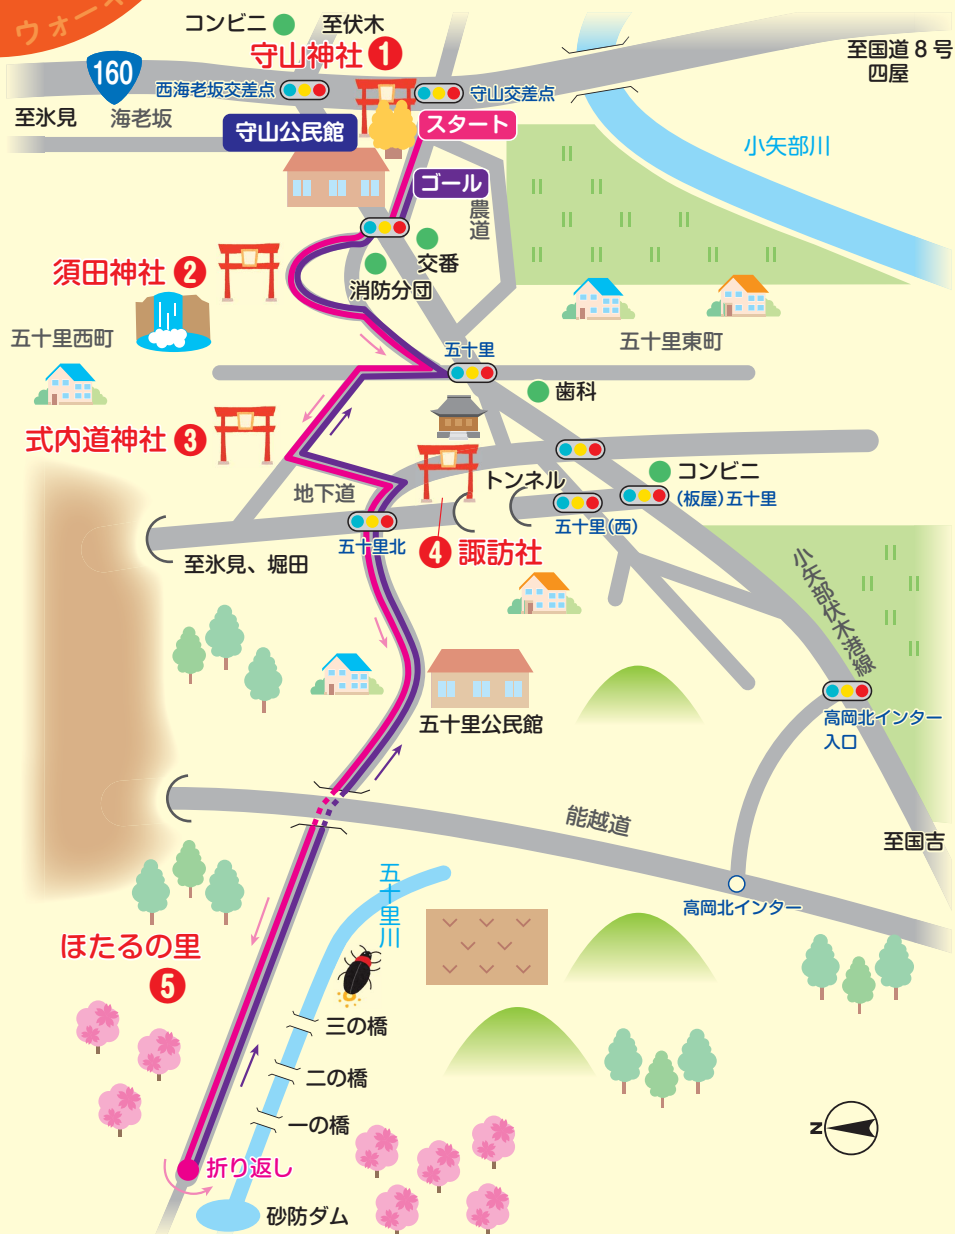 ウォー
コンビニ
至伏木
守山神社 1
至国道８号
四屋
160
西海老坂交差点
守山交差点
至氷見
海老坂
守山公民館
スタート
小矢部川
ゴール
農道
交番
須田神社 2
消防分団
五十里西町
五十里東町
五十里
歯科
式内道神社 3
トンネル
コンビニ
地下道
(板屋)五十里
五十里(西)
五十里北
4 諏訪社
至氷見、堀田
小矢部伏木港線
高岡北インター
入口
五十里公民館
能越道
至国吉
五十里川
高岡北インター
ほたるの里
5
三の橋
二の橋
一の橋
N
折り返し
砂防ダム